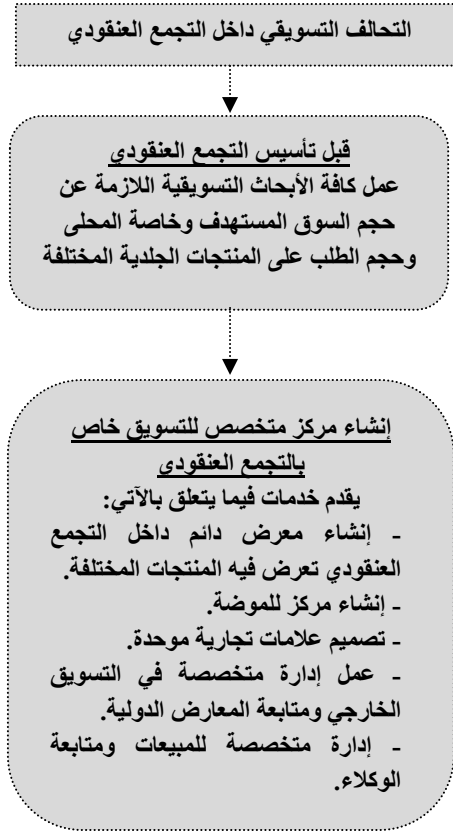 التحالف التسويقي داخل التجمع العنقودي
قبل تأسيس التجمع العنقودي
عمل كافة الأبحاث التسويقية اللازمة عن
حجم السوق المستهدف وخاصة المحلى
وحجم الطلب على المنتجات الجلدية المختلفة
إنشاء مركز متخصص للتسويق خاص
بالتجمع العنقودي
يقدم خدمات فيما يتعلق بالآتي:
- إنشاء معرض دائم داخل التجمع
العنقودي تعرض فيه المنتجات المختلفة.
- إنشاء مركز للموضة.
- تصميم علامات تجارية موحدة.
- عمل إدارة متخصصة في التسويق
الخارجي ومتابعة المعارض الدولية.
- إدارة متخصصة للمبيعات ومتابعة
الوكلاء.